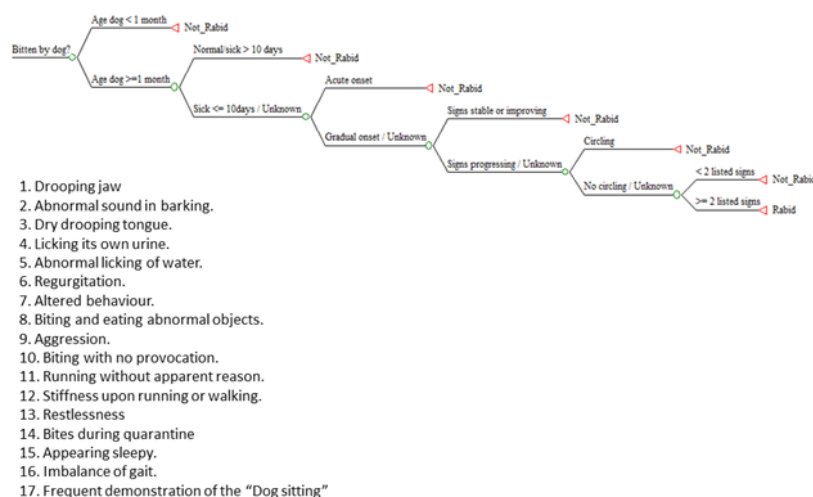 Age dog < 1 month
Not_Rabid
Bitten by dog?
Normal/sick > 10 days
Not_Rabid
Age dog >=1 month
Acute onset
Not_Rabid
Sick <= 10days / Unknown
Signs stable or improving
Not_Rabid
Gradual onset / Unknown
Circling
Not_Rabid
Signs progressing / Unknown
< 2 listed signs
Not_Rabid
No circling / Unknown
>= 2 listed signs
Rabid
1. Drooping jaw
2. Abnormal sound in barking.
3. Dry drooping tongue.
4. Licking its own urine.
5. Abnormal licking of water.
6. Regurgitation.
7. Altered behaviour.
8. Biting and eating abnormal objects.
9. Aggression.
10. Biting with no provocation.
11. Running without apparent reason.
12. Stiffness upon running or walking.
13. Restlessness
14. Bites during quarantine
15. Appearing sleepy.
16. Imbalance of gait.
17. Frequent demonstration of the “Dog sitting”